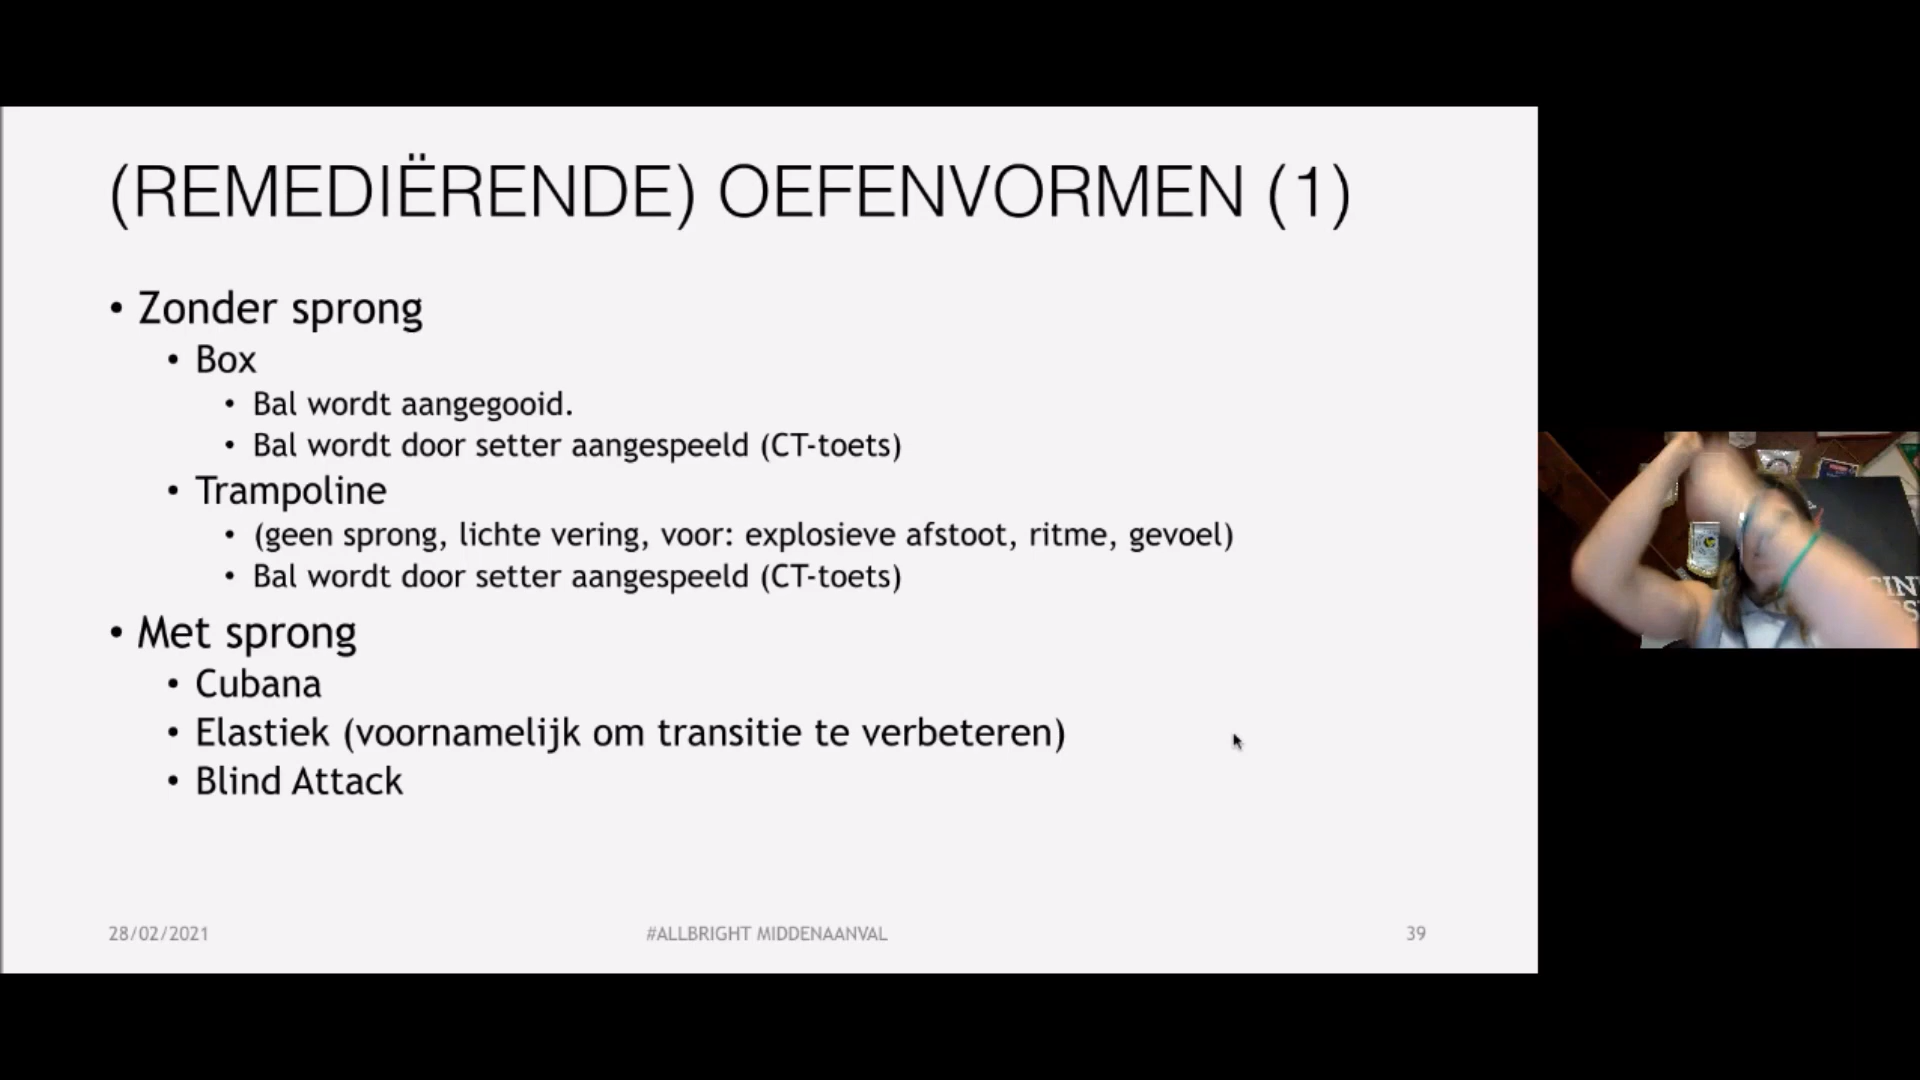 (REMEDIËRENDE) OEFENVORMEN (1)
• Zonder sprong
• Box
• Bal wordt aangegooid.
• Bal wordt door setter aangespeeld (CT-toets)
• Trampoline
• (geen sprong, lichte vering, voor: explosieve afstoot, ritme, gevoel)
• Bal wordt door setter aangespeeld (CT-toets)
• Met sprong
• Cubana
• Elastiek (voornamelijk om transitie te verbeteren)
• Blind Attack
28/02/2021
#ALLBRIGHT MIDDENAANVAL
39